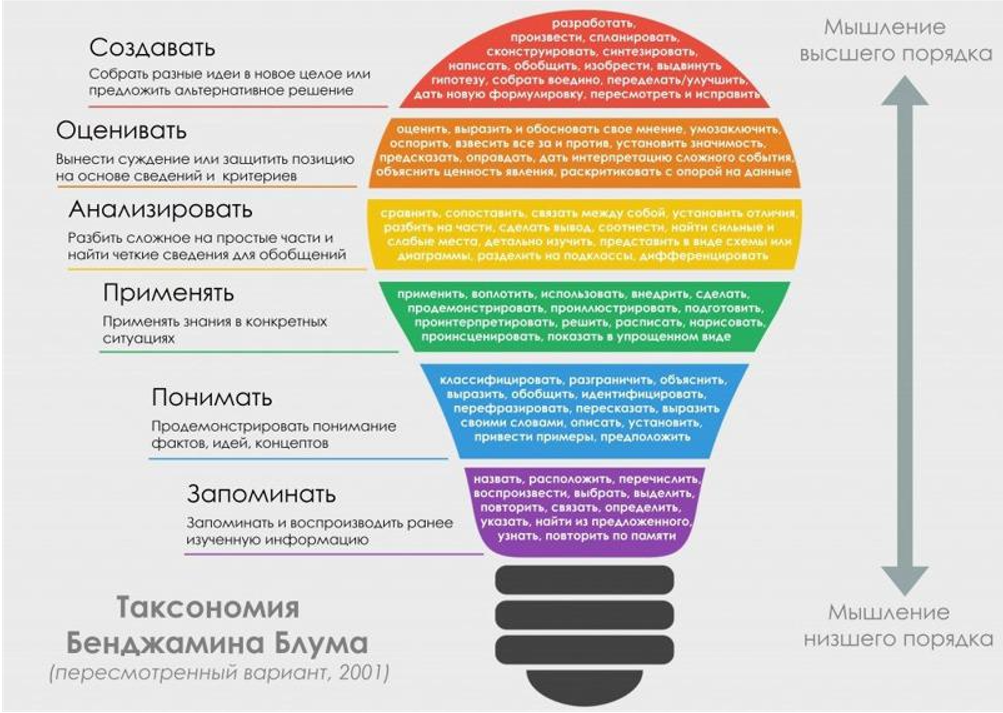 Мышление
высшего порядка
Создавать
Собрать разные идеи в новое целое или
предложить альтернативное решение
разработать,
произвести, спланировать,
сконструировать, синтезировать,
написать, обобщить, изобрести, выдвинуть
гипотезу, собрать воедино, переделать/улучшить,
дать новую формулировку, пересмотреть и исправить
Оценивать
Вынести суждение или защитить позицию
на основе сведений и критериев
оценить, выразить и обосновать свое мнение, умозаключить,
оспорить, взвесить все за и против, установить значимость,
предсказать, оправдать, дать интерпретацию сложного события,
объяснить ценность явления, раскритиковать с опорой на данные
Анализировать
Разбить сложное на простые части и
найти четкие сведения для обобщений
сравнить, сопоставить, связать между собой, установить отличия,
разбить на части, сделать вывод, соотнести, найти сильные и
слабые места, детально изучить, представить в виде схемы или
диаграммы, разделить на подклассы, дифференцировать
Применять
Применять знания в конкретных
ситуациях
применить, воплотить, использовать, внедрить, сделать,
продемонстрировать, проиллюстрировать, подготовить,
проинтерпретировать, решить, расписать, нарисовать,
проинсценировать, показать в упрощенном виде
Понимать
Продемонстрировать понимание
фактов, идей, концептов
классифицировать, разграничить, объяснить,
выразить, обобщить, идентифицировать,
перефразировать, пересказать, выразить
своими словами, описать, установить,
привести примеры, предположить
Запоминать
Запоминать и воспроизводить ранее
изученную информацию
назвать, расположить, перечислить,
воспроизвести, выбрать, выделить,
повторить, связать, определить,
указать, найти из предложенного,
узнать, повторить по памяти
Таксономия
Бенджамина Блума
(пересмотренный вариант, 2001)
Мышление
низшего порядка